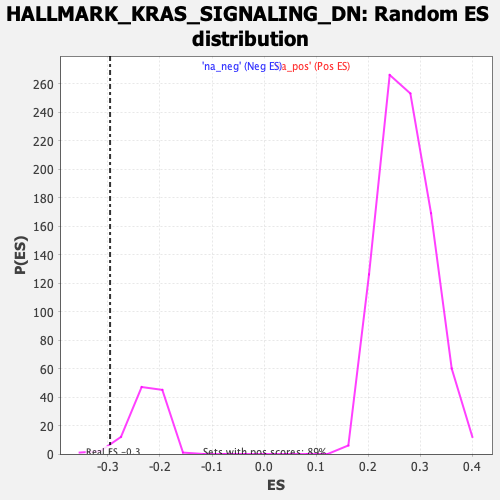 HALLMARK_KRAS_SIGNALING_DN: Random ES
distribution
'na_neg' (Neg ES)a_pos' (Pos ES)
260
240
220
200
180
160
140
120
100
80
60
40
20
0
P(ES)
Real ES -0.3
Sets with pos scores: 89%
-0.3 -0.2 -0.1 0.0 0.1 0.2 0.3 0.4
ES